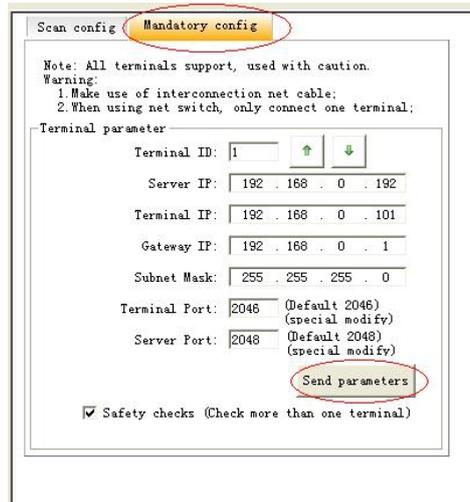 Scan config Mandatory config
Note: All terminals support, used with caution.
Warning:
1.Make use of interconnection net cable;
2.When using net switch, only connect one terminal;
Terminal parameter
Terminal ID: 1
Server IP: 192 . 168 . 0 . 192
Terminal IP: 192 . 168 . 0 . 101
Gateway IP: 192 . 168 . 0 . 1
Subnet Mask: 255 . 255 . 255 . 0
Terminal Port: 2046 (Default 2046)
(special modify)
Server Port: 2048 (Default 2048)
(special modify)
Send parameters
Safety checks (Check more than one terminal)